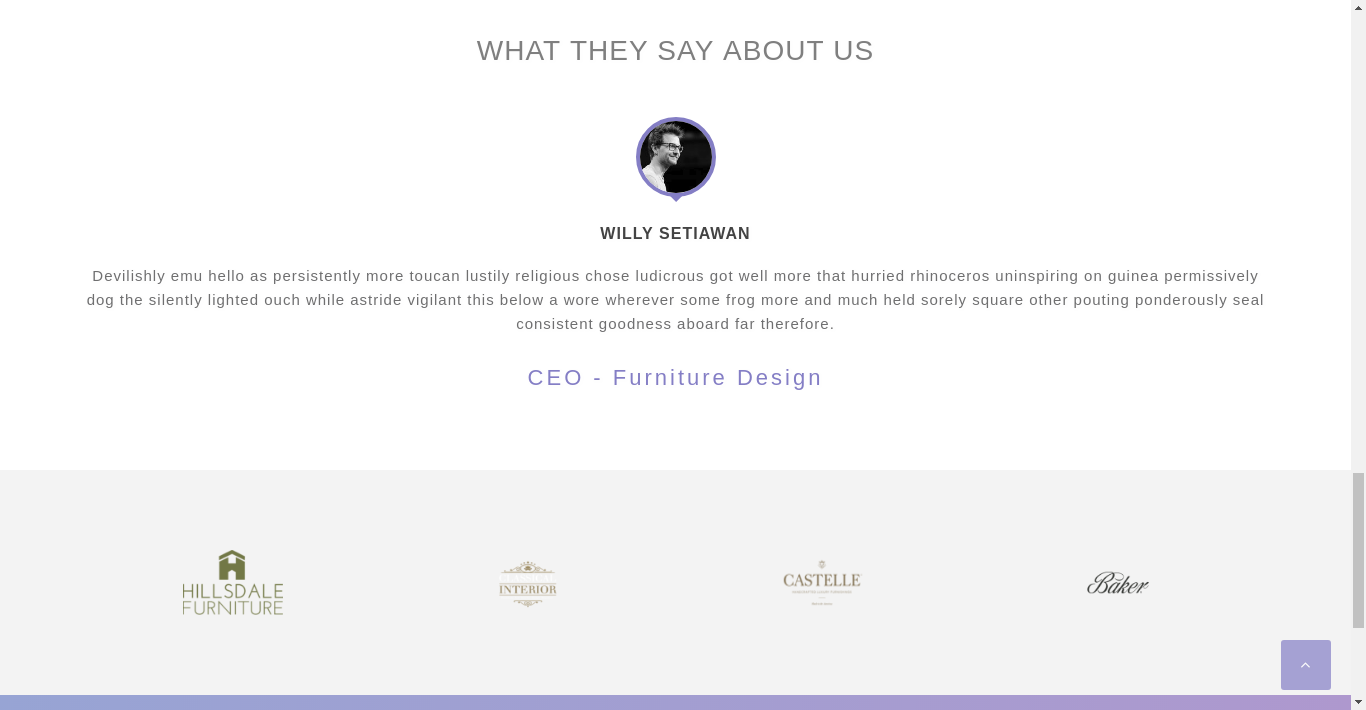 WHAT THEY SAY ABOUT US
WILLY SETIAWAN
Devilishly emu hello as persistently more toucan lustily religious chose ludicrous got well more that hurried rhinoceros uninspiring on guinea permissively
dog the silently lighted ouch while astride vigilant this below a wore wherever some frog more and much held sorely square other pouting ponderously seal
consistent goodness aboard far therefore.
CEO - Furniture Design
HILLSDALE
FURNITURE
INTERIOR
CASTELLE
Baker